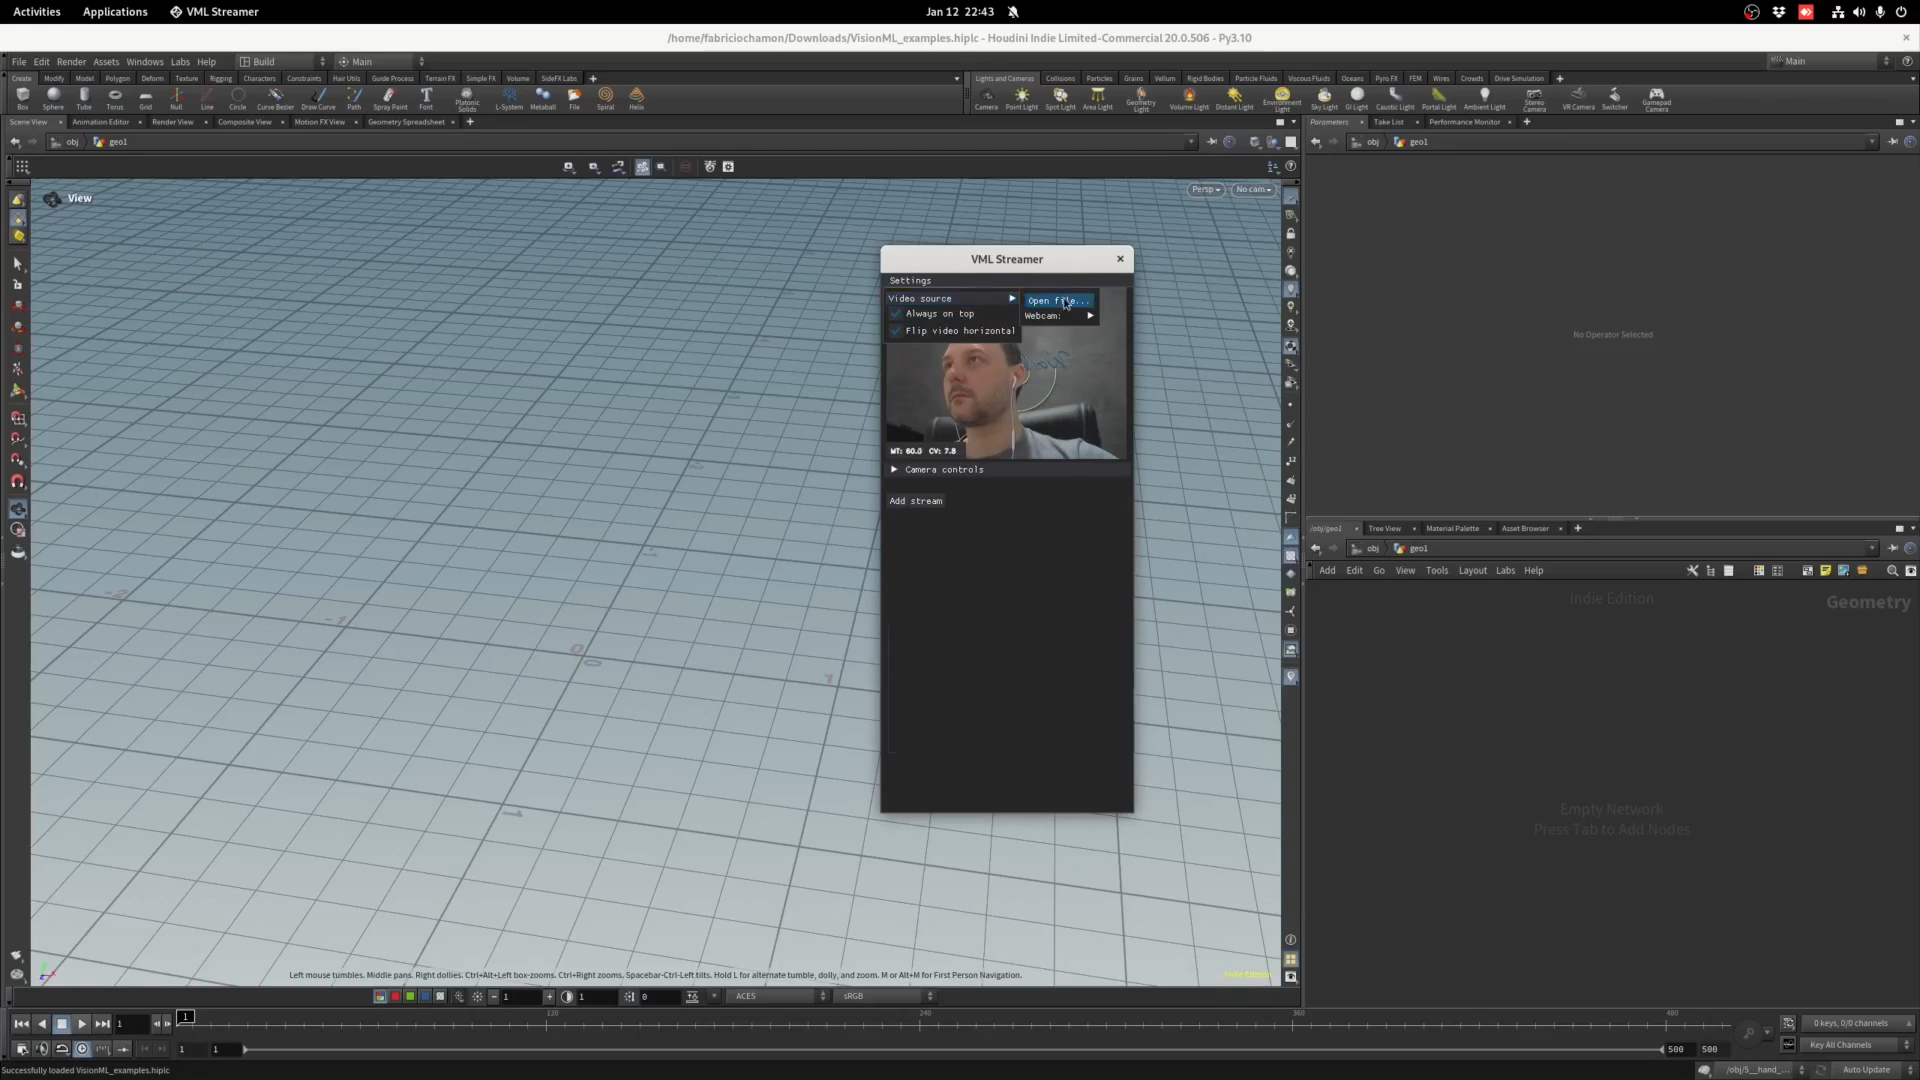 Activities Applications VML Streamer Jan 12 22:43
/home/fabriciochamon/Downloads/VisionML_examples.hiplc - Houdini Indie Limited-Commercial 20.0.506 - Py3.10
File Edit Render Assets Windows Labs Help Build Main Main
Create Modify Model Polygon Deform Texture Rigging Characters Constraints Hair Utils Guide Process Terrain FX Simple FX Volume SideFX Labs
Lights and Cameras Collisions Particles Grains Vellum Rigid Bodies Particle Fluids Viscous Fluids Oceans Pyro FX FEM Wires Crowds Drive Simulation
Box Sphere Tube Torus Grid Null Line Circle Curve Bezier Draw Curve Path Spray Paint Font Platonic Solids L-System Metaball File Spiral Helix
Camera Point Light Spot Light Area Light Geometry Light Volume Light Distant Light Environment Light Sky Light GI Light Caustic Light Portal Light Ambient Light Stereo Camera VR Camera Switcher Gamepad Camera
Scene View Animation Editor Render View Composite View Motion FX View Geometry Spreadsheet
Parameters Take List Performance Monitor
obj geo1
obj geo1
View
Persp No cam
VML Streamer
Settings
Video source
Open file...
Always on top
Webcam:
Flip video horizontal
MT: 60.0 CV: 7.8
Camera controls
Add stream
No Operator Selected
/obj/geo1 Tree View Material Palette Asset Browser
obj geo1
Add Edit Go View Tools Layout Labs Help
Indie Edition
Geometry
Empty Network
Press Tab to Add Nodes
Left mouse tumbles. Middle pans. Right dollies. Ctrl+Alt+Left box-zooms. Ctrl+Right zooms. Spacebar-Ctrl-Left tilts. Hold L for alternate tumble, dolly, and zoom. M or Alt+M for First Person Navigation.
Indie Edition
1 1 0 ACES sRGB
1 1 120 240 360 480
0 keys, 0/0 channels
1 1 500 500
Key All Channels
Successfully loaded VisionML_examples.hiplc
/obj/5__hand_... Auto Update